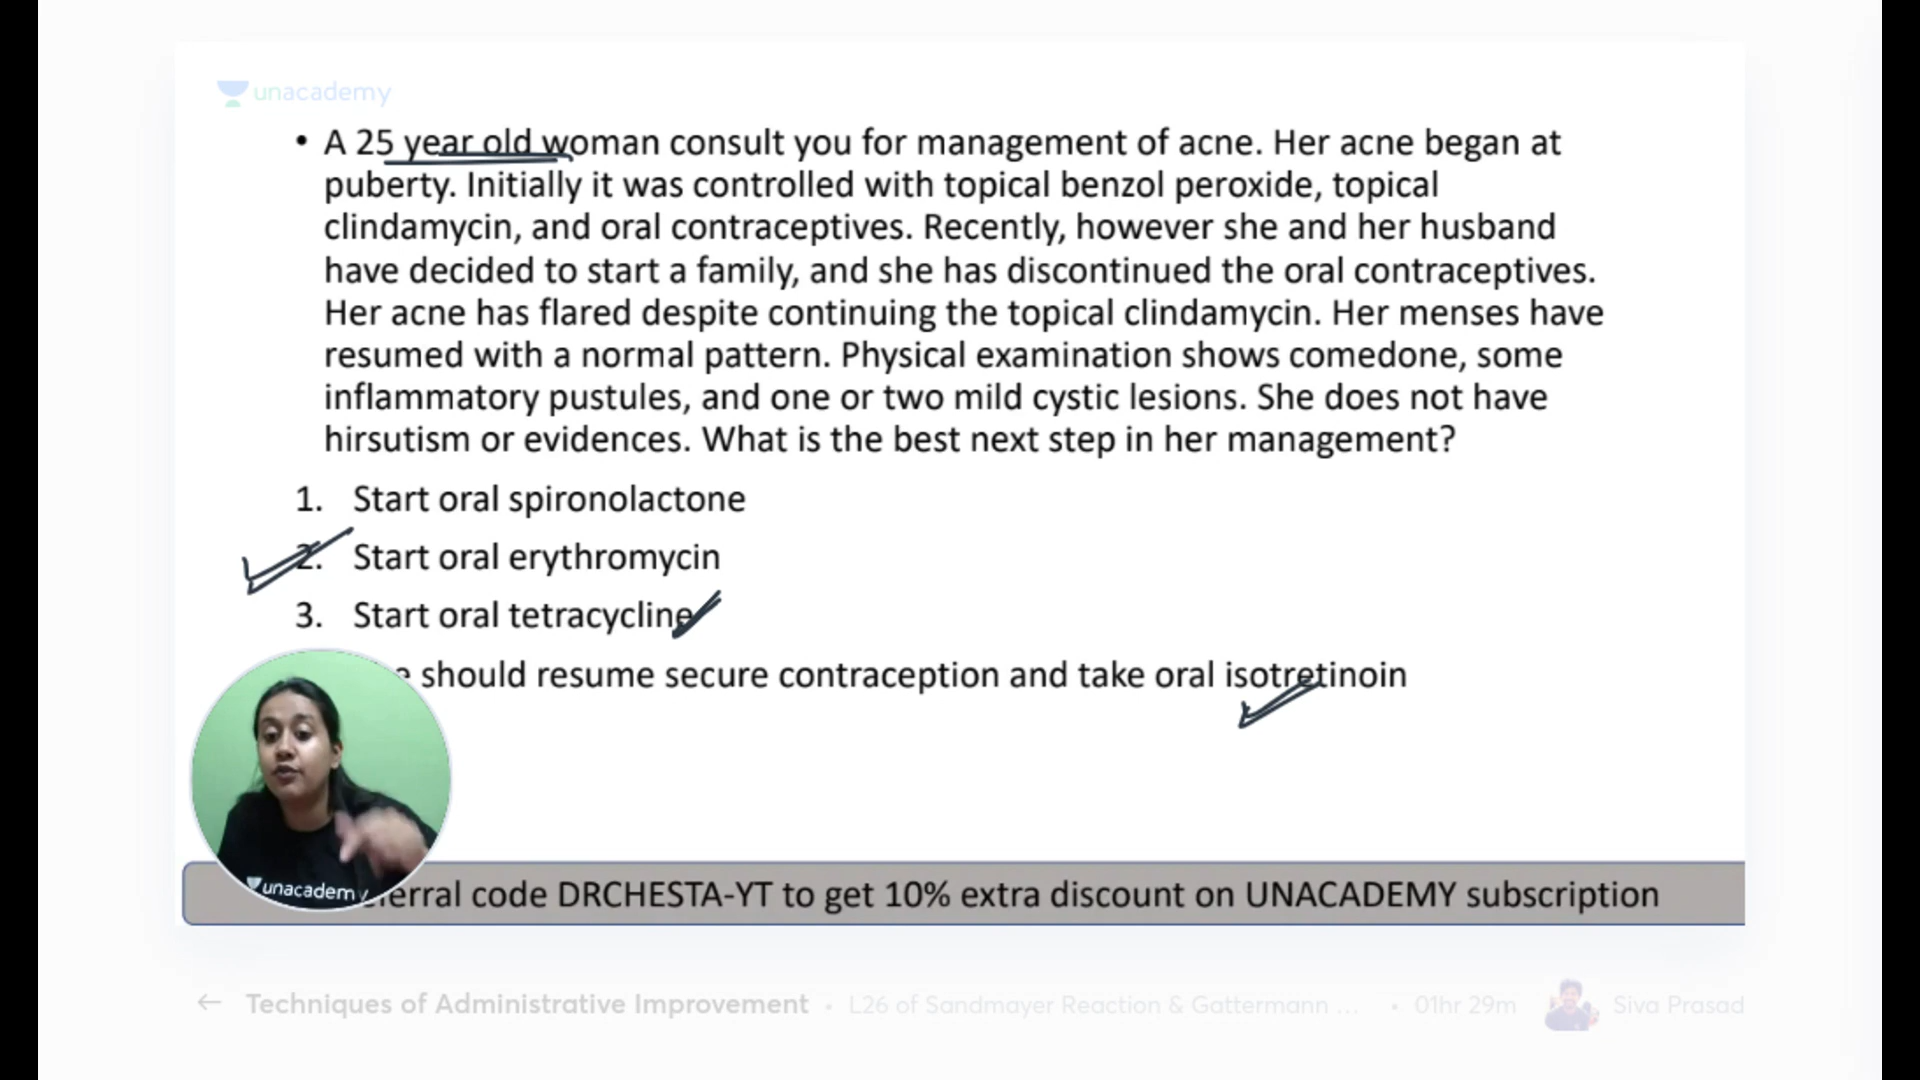 unacademy
• A 25 year old woman consult you for management of acne. Her acne began at
puberty. Initially it was controlled with topical benzol peroxide, topical
clindamycin, and oral contraceptives. Recently, however she and her husband
have decided to start a family, and she has discontinued the oral contraceptives.
Her acne has flared despite continuing the topical clindamycin. Her menses have
resumed with a normal pattern. Physical examination shows comedone, some
inflammatory pustules, and one or two mild cystic lesions. She does not have
hirsutism or evidences. What is the best next step in her management?
1. Start oral spironolactone
2. Start oral erythromycin
3. Start oral tetracycline
should resume secure contraception and take oral isotretinoin
unacademy
code DRCHESTA-YT to get 10% extra discount on UNACADEMY subscription
Techniques of Administrative Improvement • L26 of Sandmayer Reaction & Gattermann ... • 01hr 29m Siva Prasad